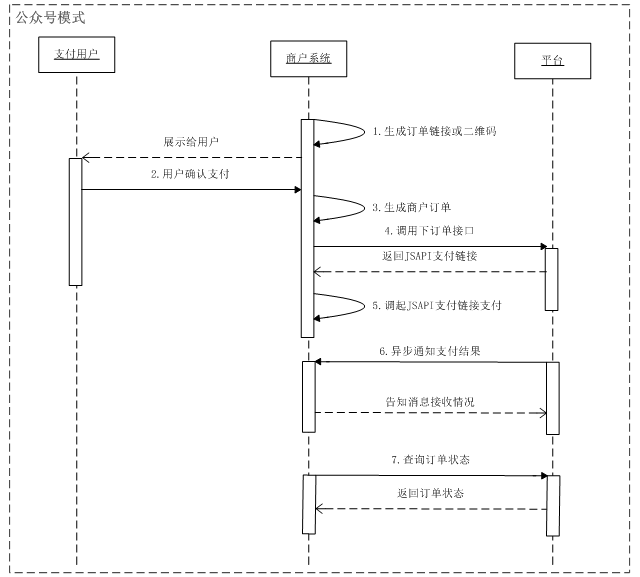 公众号模式
支付用户
商户系统
平台
1.生成订单链接或二维码
展示给用户
2.用户确认支付
3.生成商户订单
4.调用下订单接口
返回JSAPI支付链接
5.调起JSAPI支付链接支付
6.异步通知支付结果
告知消息接收情况
7.查询订单状态
返回订单状态